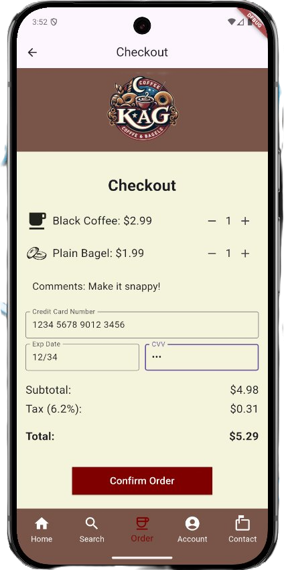 3:52
DEBUG
Checkout
COFFEE
KAG
COFFEE & BAGELS
Checkout
Black Coffee: $2.99 − 1 +
Plain Bagel: $1.99 − 1 +
Comments: Make it snappy!
Credit Card Number
1234 5678 9012 3456
Exp Date
12/34
CVV
•••
Subtotal: $4.98
Tax (6.2%): $0.31
Total: $5.29
Confirm Order
Home Search Order Account Contact